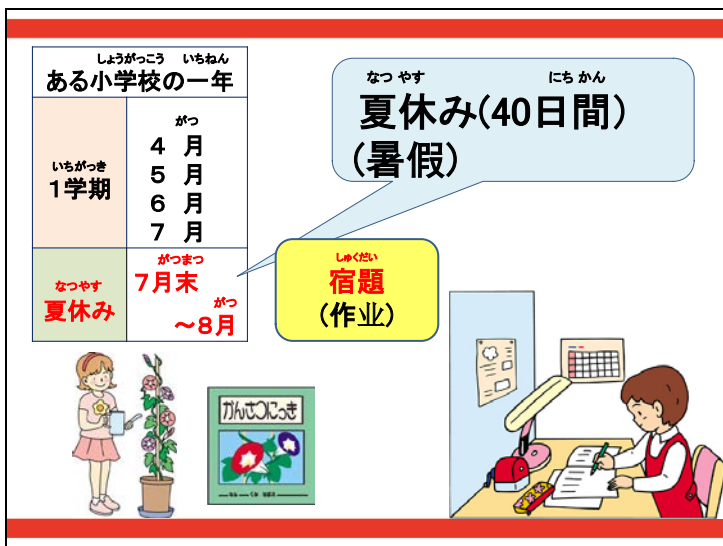 しょうがっこう いちねん
ある小学校の一年
いちがっき
1学期
がつ
4 月
5 月
6 月
7 月
なつやす
夏休み
がつまつ
7月末
がつ
～8月
なつ やす にち かん
夏休み(40日間)
(暑假)
しゅくだい
宿題
(作业)
かんさつにっき